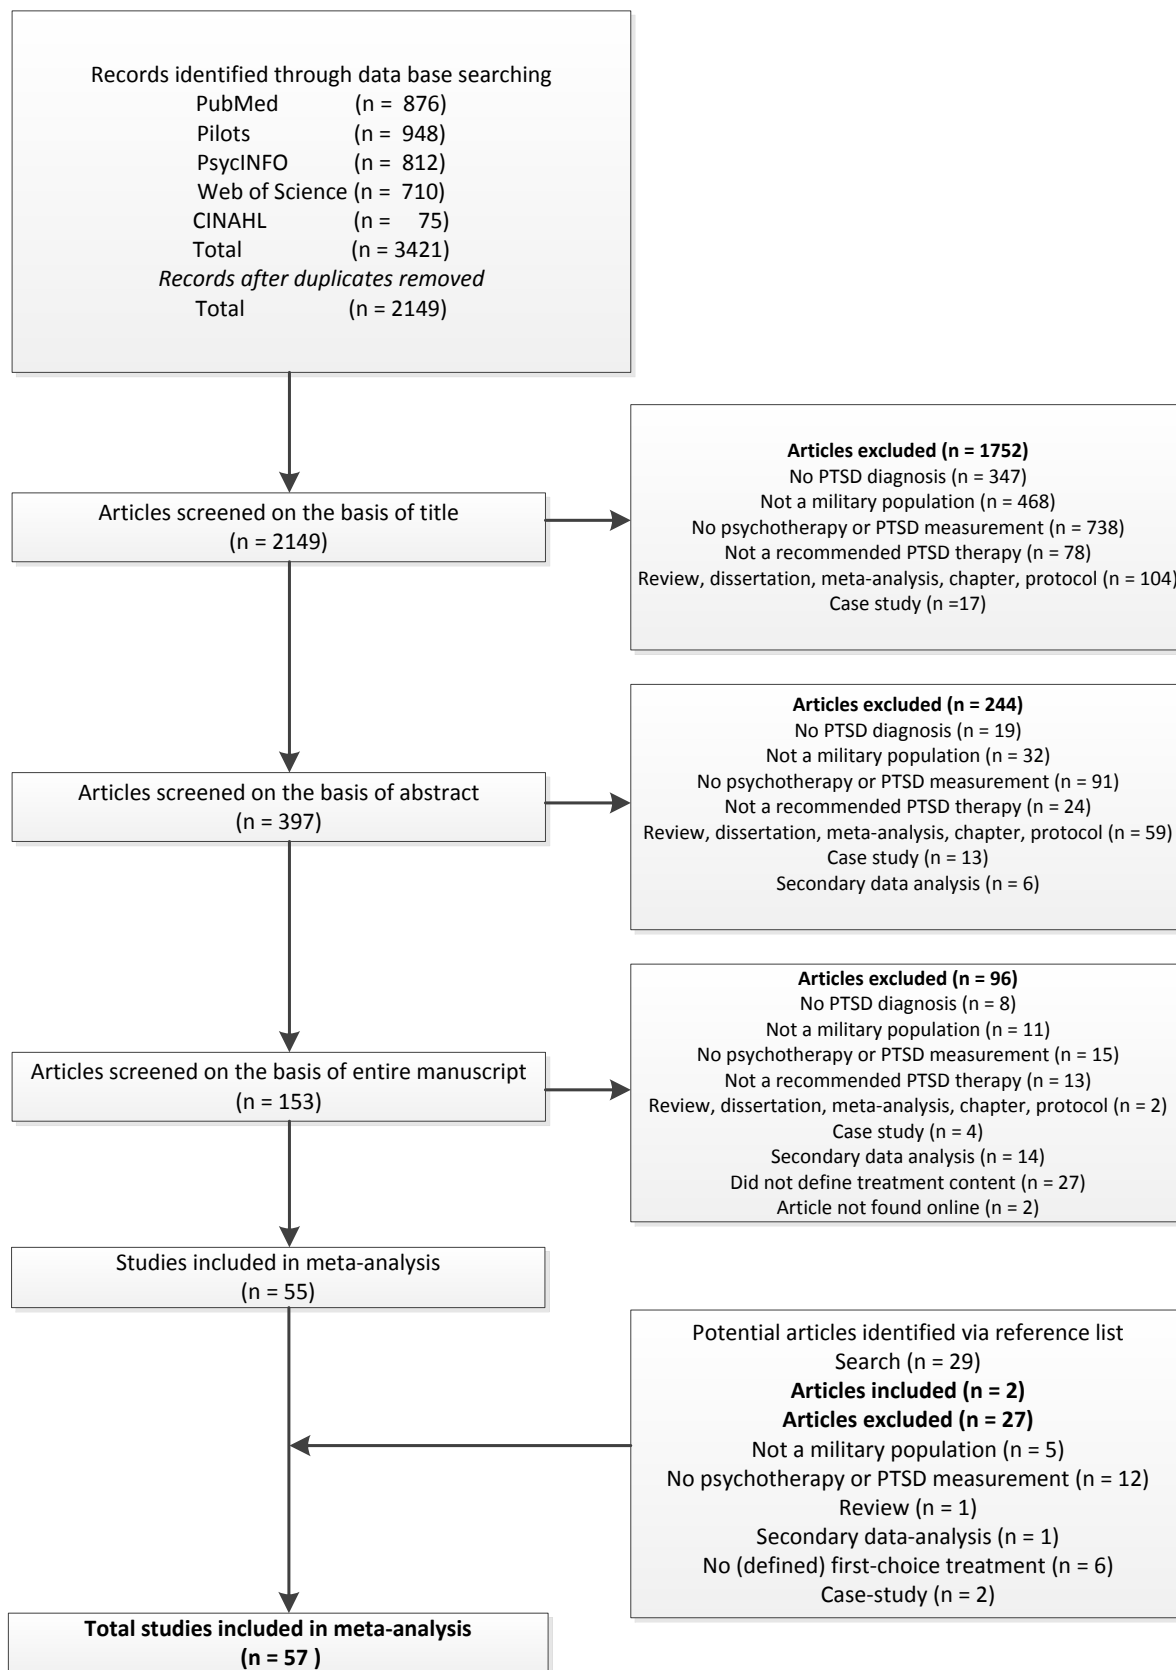 Records identified through data base searching
PubMed (n = 876)
Pilots (n = 948)
PsycINFO (n = 812)
Web of Science (n = 710)
CINAHL (n = 75)
Total (n = 3421)
Records after duplicates removed
Total (n = 2149)
Articles screened on the basis of title
(n = 2149)
Articles excluded (n = 1752)
No PTSD diagnosis (n = 347)
Not a military population (n = 468)
No psychotherapy or PTSD measurement (n = 738)
Not a recommended PTSD therapy (n = 78)
Review, dissertation, meta-analysis, chapter, protocol (n = 104)
Case study (n =17)
Articles screened on the basis of abstract
(n = 397)
Articles excluded (n = 244)
No PTSD diagnosis (n = 19)
Not a military population (n = 32)
No psychotherapy or PTSD measurement (n = 91)
Not a recommended PTSD therapy (n = 24)
Review, dissertation, meta-analysis, chapter, protocol (n = 59)
Case study (n = 13)
Secondary data analysis (n = 6)
Articles screened on the basis of entire manuscript
(n = 153)
Articles excluded (n = 96)
No PTSD diagnosis (n = 8)
Not a military population (n = 11)
No psychotherapy or PTSD measurement (n = 15)
Not a recommended PTSD therapy (n = 13)
Review, dissertation, meta-analysis, chapter, protocol (n = 2)
Case study (n = 4)
Secondary data analysis (n = 14)
Did not define treatment content (n = 27)
Article not found online (n = 2)
Studies included in meta-analysis
(n = 55)
Potential articles identified via reference list
Search (n = 29)
Articles included (n = 2)
Articles excluded (n = 27)
Not a military population (n = 5)
No psychotherapy or PTSD measurement (n = 12)
Review (n = 1)
Secondary data-analysis (n = 1)
No (defined) first-choice treatment (n = 6)
Case-study (n = 2)
Total studies included in meta-analysis
(n = 57 )